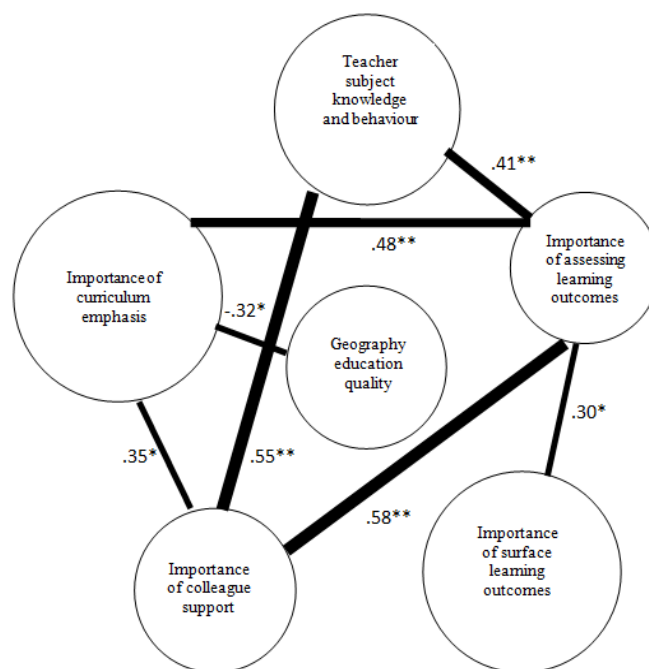 Teacher
subject
knowledge
and behaviour
.41**
.48**
Importance
of assessing
learning
outcomes
Importance of
curriculum
emphasis
-.32*
Geography
education
quality
.35*
.55**
.30*
.58**
Importance
of colleague
support
Importance
of surface
learning
outcomes